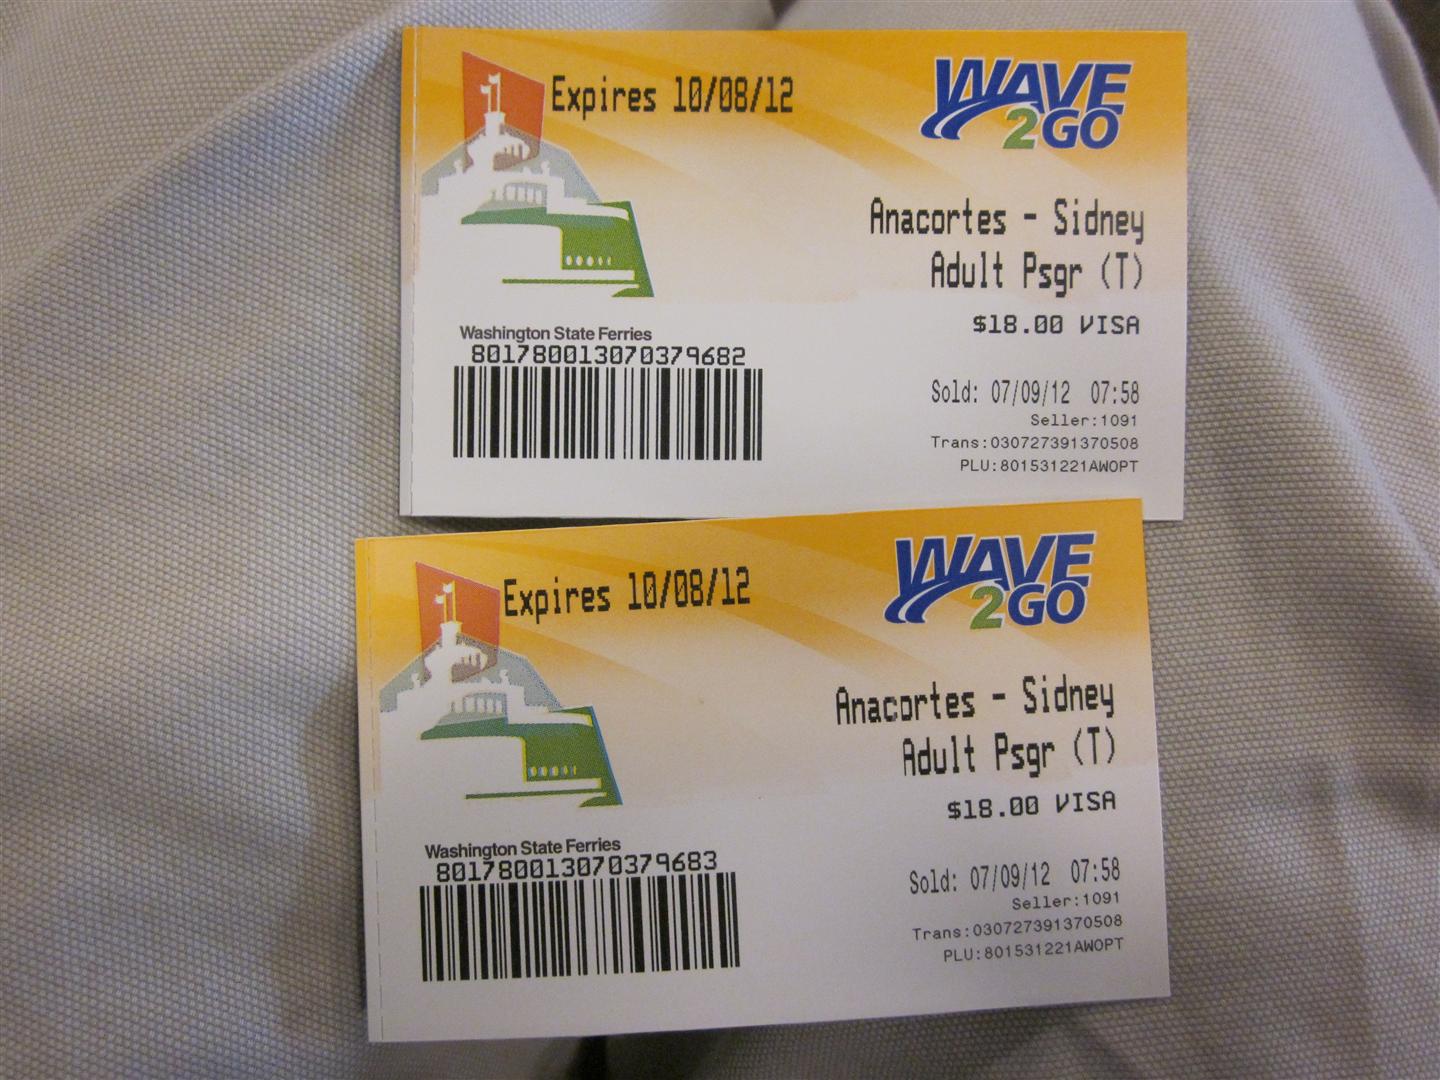 Expires 10/08/12
WAVE
2GO
Anacortes - Sidney
Adult Psgr (T)
$18.00 VISA
Washington State Ferries
801780013070379682
Sold: 07/09/12 07:58
Seller:1091
Trans:030727391370508
PLU:801531221AWOPT
Expires 10/08/12
WAVE
2GO
Anacortes - Sidney
Adult Psgr (T)
$18.00 VISA
Washington State Ferries
801780013070379683
Sold: 07/09/12 07:58
Seller:1091
Trans:030727391370508
PLU:801531221AWOPT